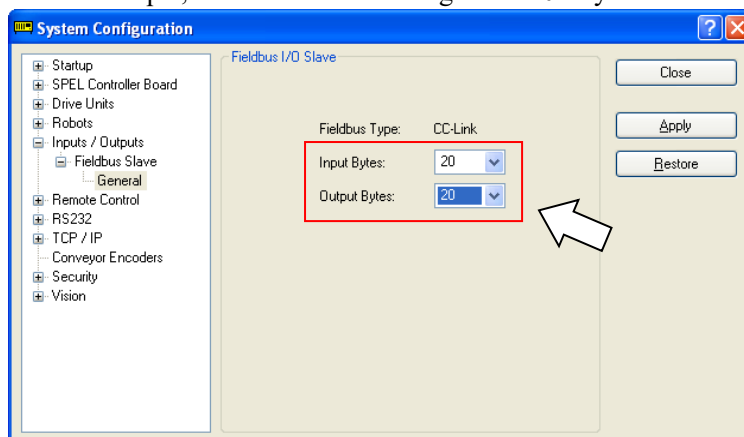 System Configuration
Startup
SPEL Controller Board
Drive Units
Robots
Inputs / Outputs
Fieldbus Slave
General
Remote Control
RS232
TCP / IP
Conveyor Encoders
Security
Vision
Fieldbus I/O Slave
Fieldbus Type: CC-Link
Input Bytes: 20
Output Bytes: 20
Close
Apply
Restore